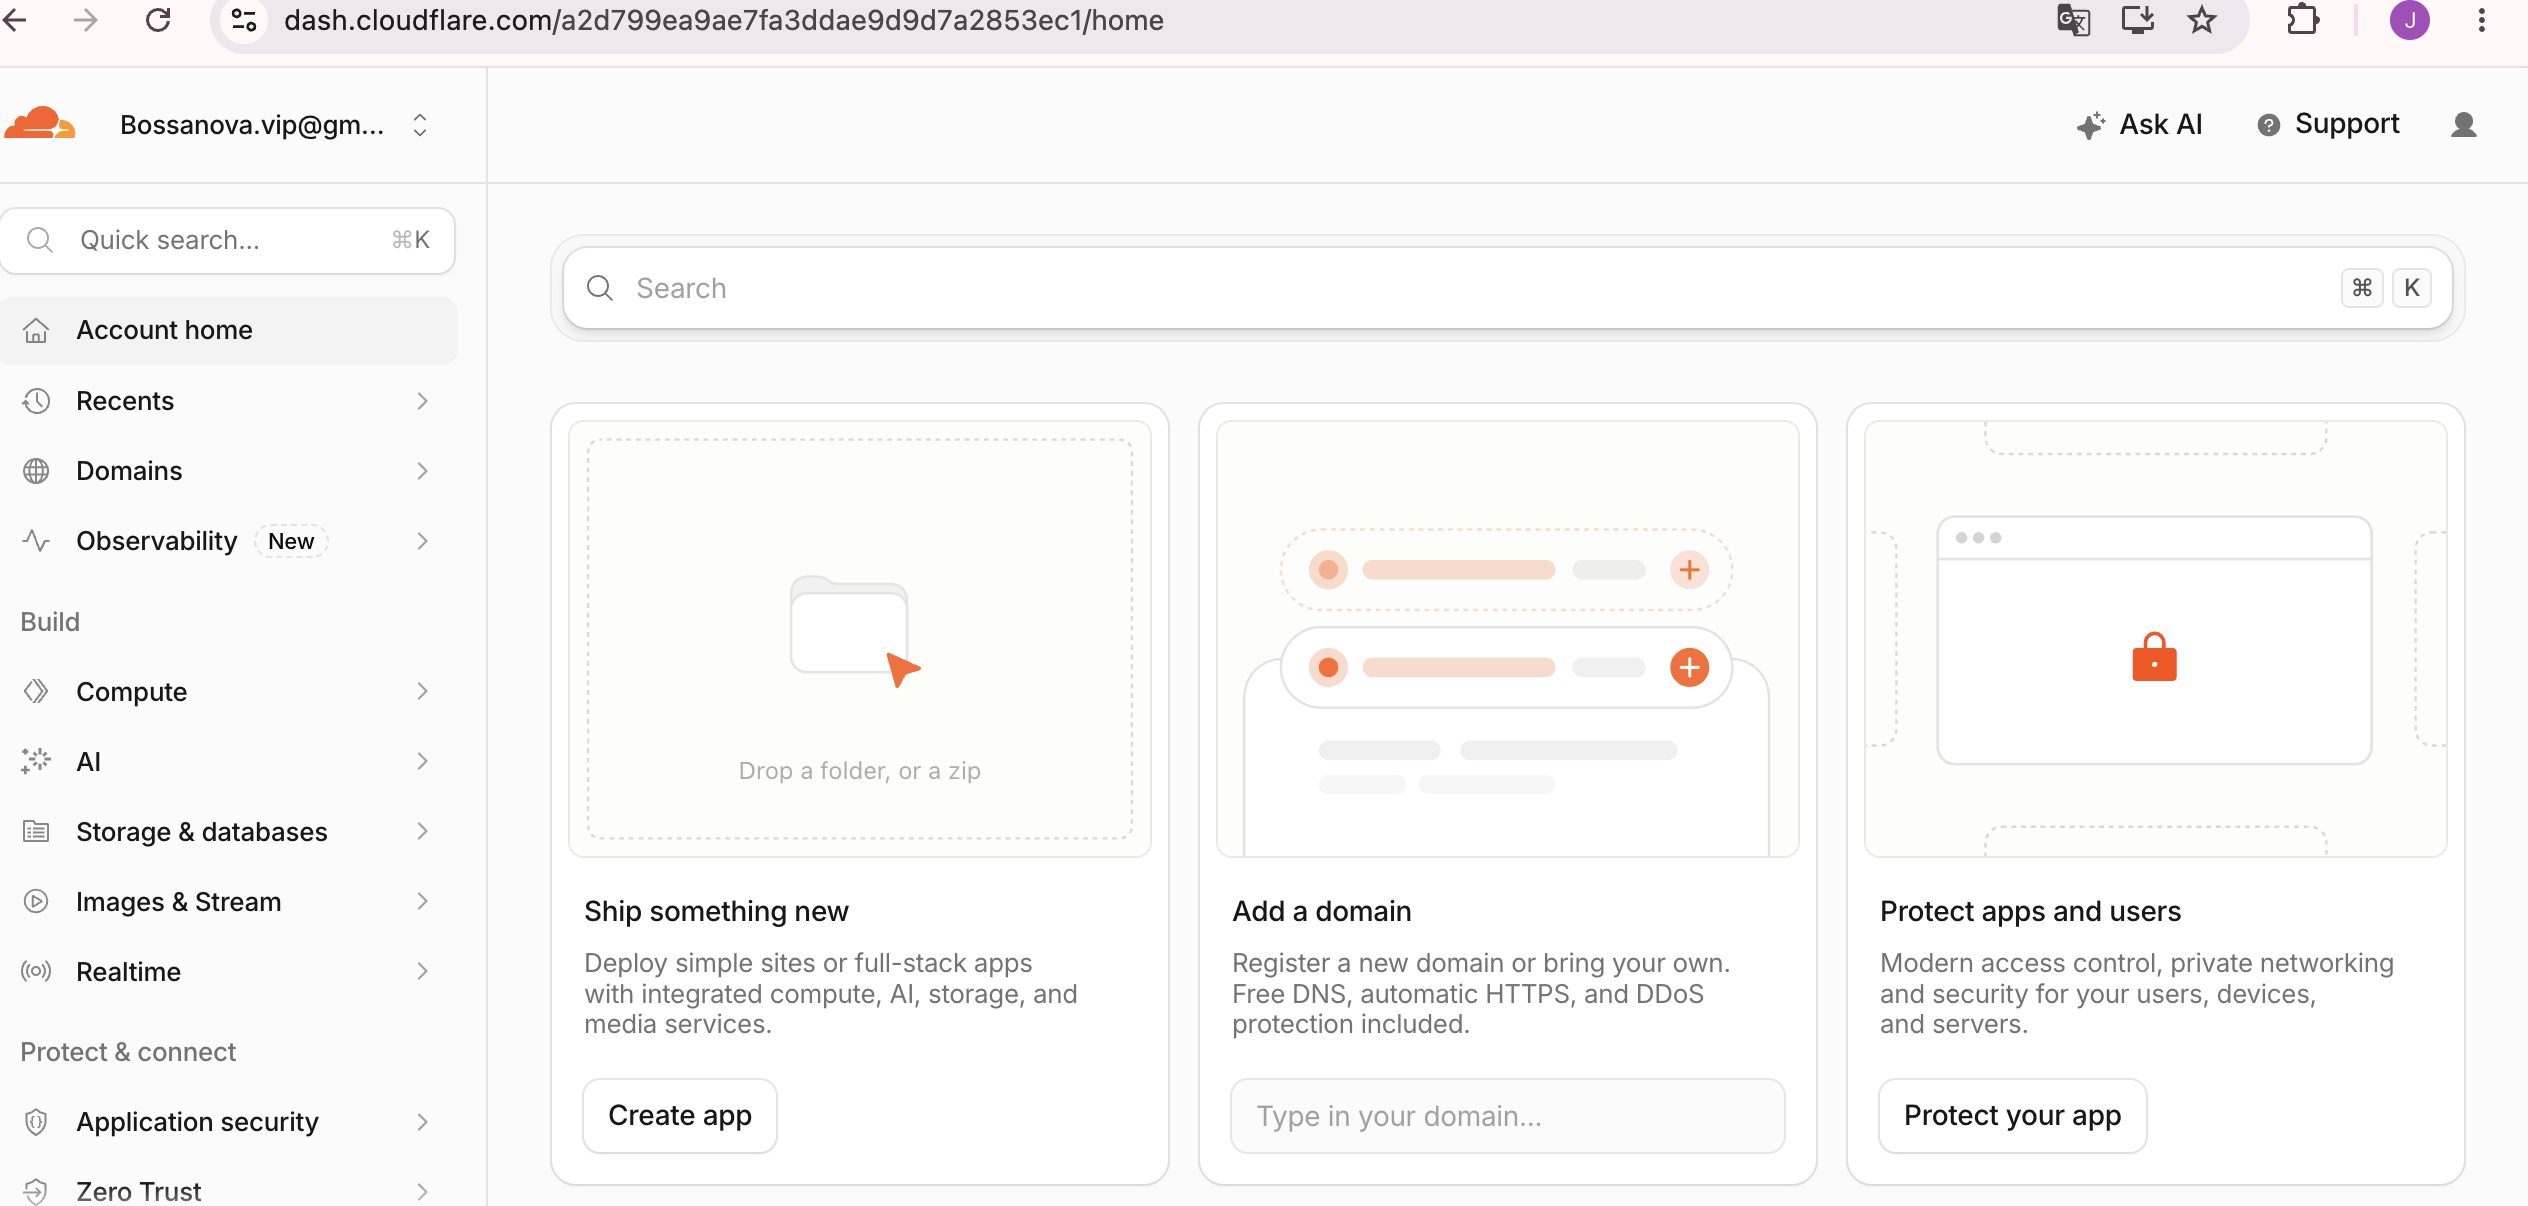 dash.cloudflare.com/a2d799ea9ae7fa3ddae9d9d7a2853ec1/home
J
Bossanova.vip@gm...
Ask AI
Support
Quick search...
⌘K
Search
⌘ K
Account home
Recents
Domains
Observability New
Build
Compute
AI
Storage & databases
Images & Stream
Realtime
Protect & connect
Application security
Zero Trust
Drop a folder, or a zip
Ship something new
Deploy simple sites or full-stack apps
with integrated compute, AI, storage, and
media services.
Create app
Add a domain
Register a new domain or bring your own.
Free DNS, automatic HTTPS, and DDoS
protection included.
Type in your domain...
Protect apps and users
Modern access control, private networking
and security for your users, devices,
and servers.
Protect your app